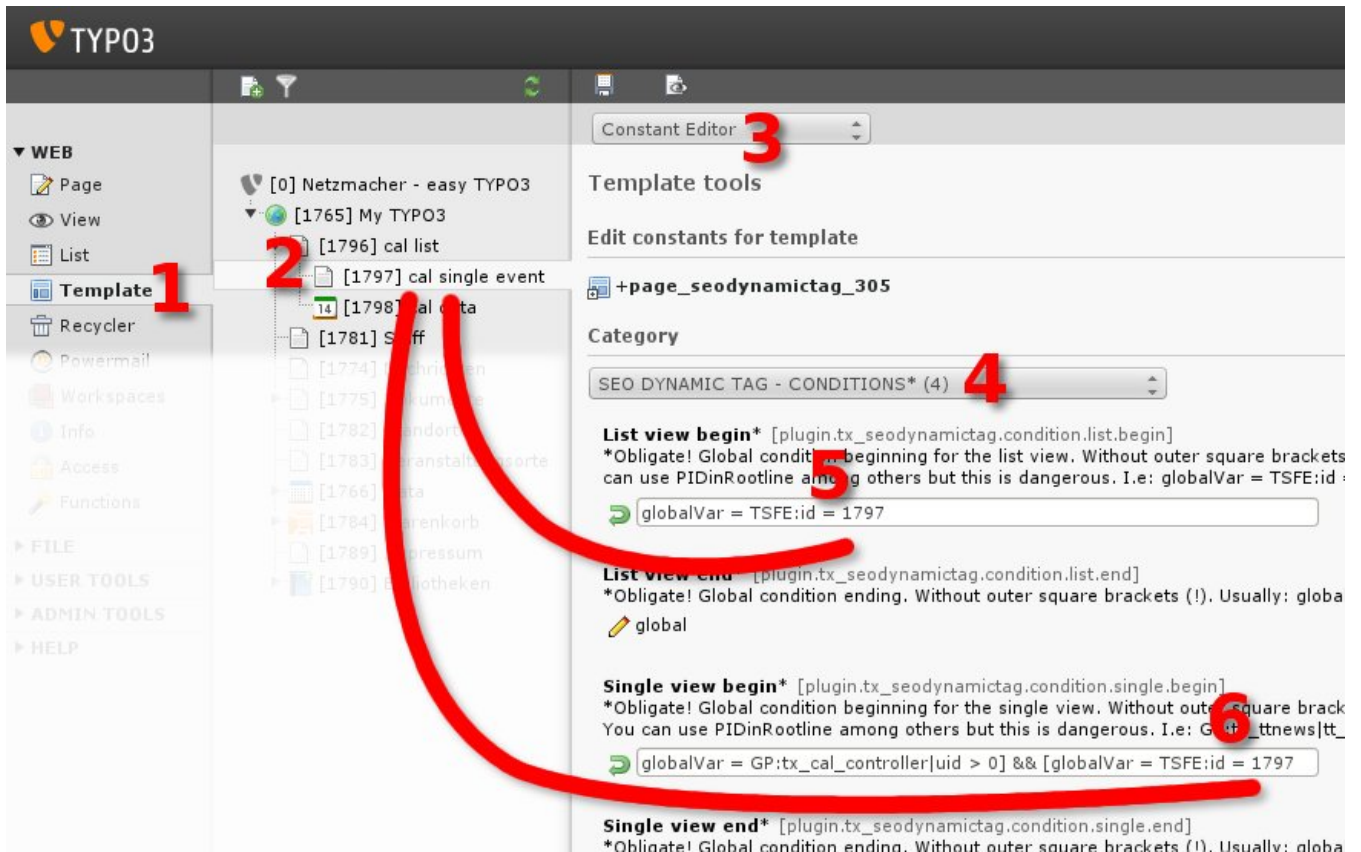 TYPO3
WEB
Page
View
List
Template
Recycler
Powermail
Workspaces
Info
Access
Functions
FILE
USER TOOLS
ADMIN TOOLS
HELP
1
[0] Netzmacher - easy TYPO3
[1765] My TYPO3
[1796] cal list
2
[1797] cal single event
14 [1798] cal data
[1781] Staff
[1774]
[1775]
[1782]
[1783]
[1766]
[1784]
[1789]
[1790]
Constant Editor
3
Template tools
Edit constants for template
+page_seodynamictag_305
Category
SEO DYNAMIC TAG - CONDITIONS* (4)
4
List view begin* [plugin.tx_seodynamictag.condition.list.begin]
*Obligate! Global condition beginning for the list view. Without outer square brackets
can use PIDinRootline among others but this is dangerous. I.e: globalVar = TSFE:id =
5
globalVar = TSFE:id = 1797
List view end* [plugin.tx_seodynamictag.condition.list.end]
*Obligate! Global condition ending. Without outer square brackets (!). Usually: globa
global
Single view begin* [plugin.tx_seodynamictag.condition.single.begin]
*Obligate! Global condition beginning for the single view. Without outer square brack
You can use PIDinRootline among others but this is dangerous. I.e: ttnews|tt_
6
globalVar = GP:tx_cal_controller|uid > 0] && [globalVar = TSFE:id = 1797
Single view end* [plugin.tx_seodynamictag.condition.single.end]
*Obligate! Global condition ending. Without outer square brackets (!). Usually: globa